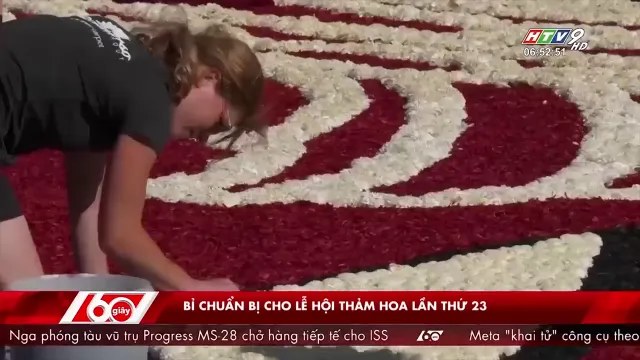 HTV9
HD
06:52:51
60 giây
BỈ CHUẨN BỊ CHO LỄ HỘI THẢM HOA LẦN THỨ 23
Nga phóng tàu vũ trụ Progress MS-28 chở hàng tiếp tế cho ISS
60
Meta "khai tử" công cụ theo